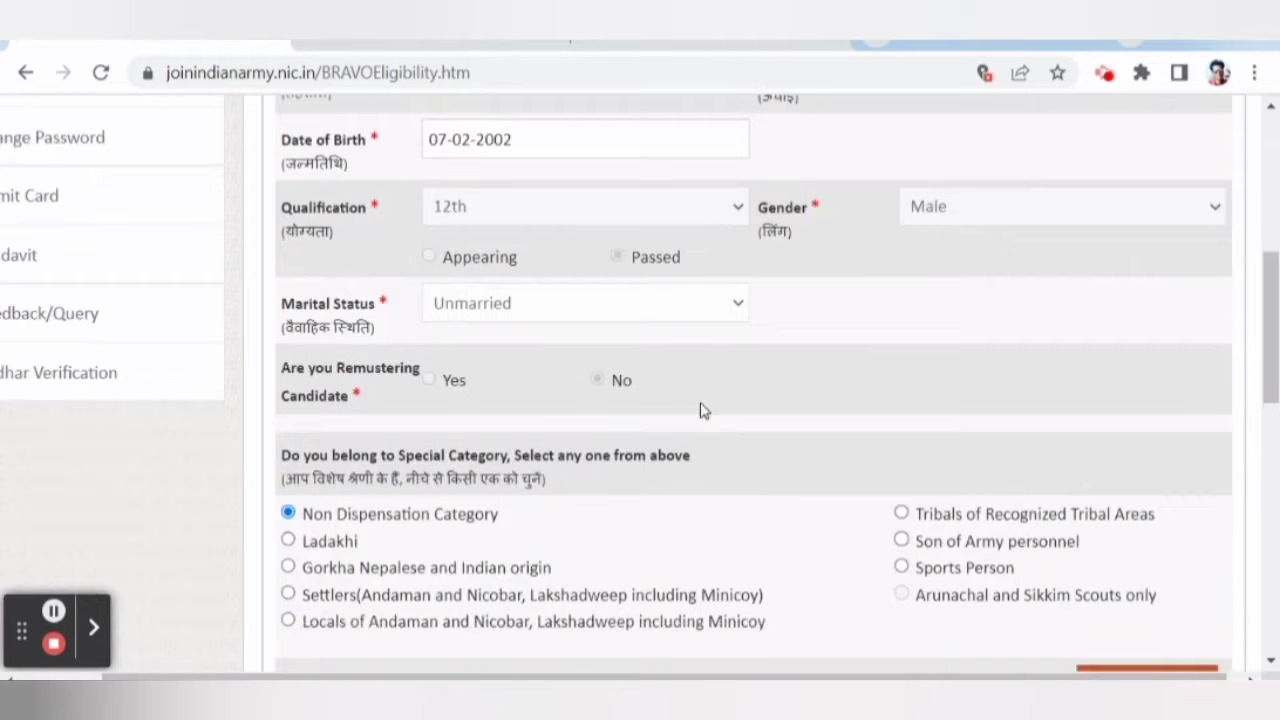 joinindianarmy.nic.in/BRAVOEligibility.htm
ange Password
mit Card
davit
edback/Query
dhar Verification
Date of Birth *
(जन्मतिथि)
07-02-2002
Qualification *
(योग्यता)
12th
Gender *
(लिंग)
Male
Appearing
Passed
Marital Status *
(वैवाहिक स्थिति)
Unmarried
Are you Remustering
Candidate *
Yes
No
Do you belong to Special Category, Select any one from above
(आप विशेष श्रेणी के हैं, नीचे से किसी एक को चुनें)
Non Dispensation Category
Tribals of Recognized Tribal Areas
Ladakhi
Son of Army personnel
Gorkha Nepalese and Indian origin
Sports Person
Settlers(Andaman and Nicobar, Lakshadweep including Minicoy)
Arunachal and Sikkim Scouts only
Locals of Andaman and Nicobar, Lakshadweep including Minicoy